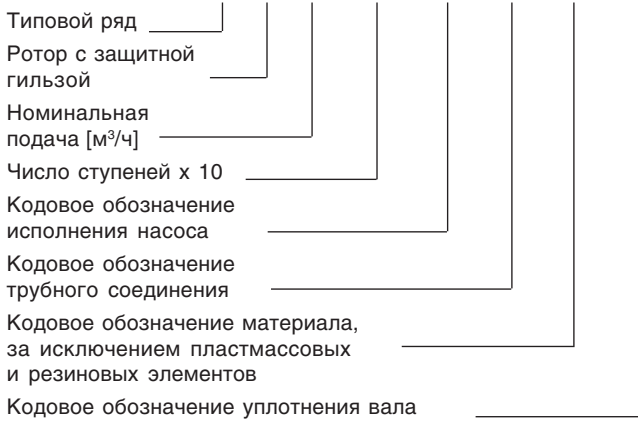 Типовой ряд
Ротор с защитной
гильзой
Номинальная
подача [м³/ч]
Число ступеней х 10
Кодовое обозначение
исполнения насоса
Кодовое обозначение
трубного соединения
Кодовое обозначение материала,
за исключением пластмассовых
и резиновых элементов
Кодовое обозначение уплотнения вала